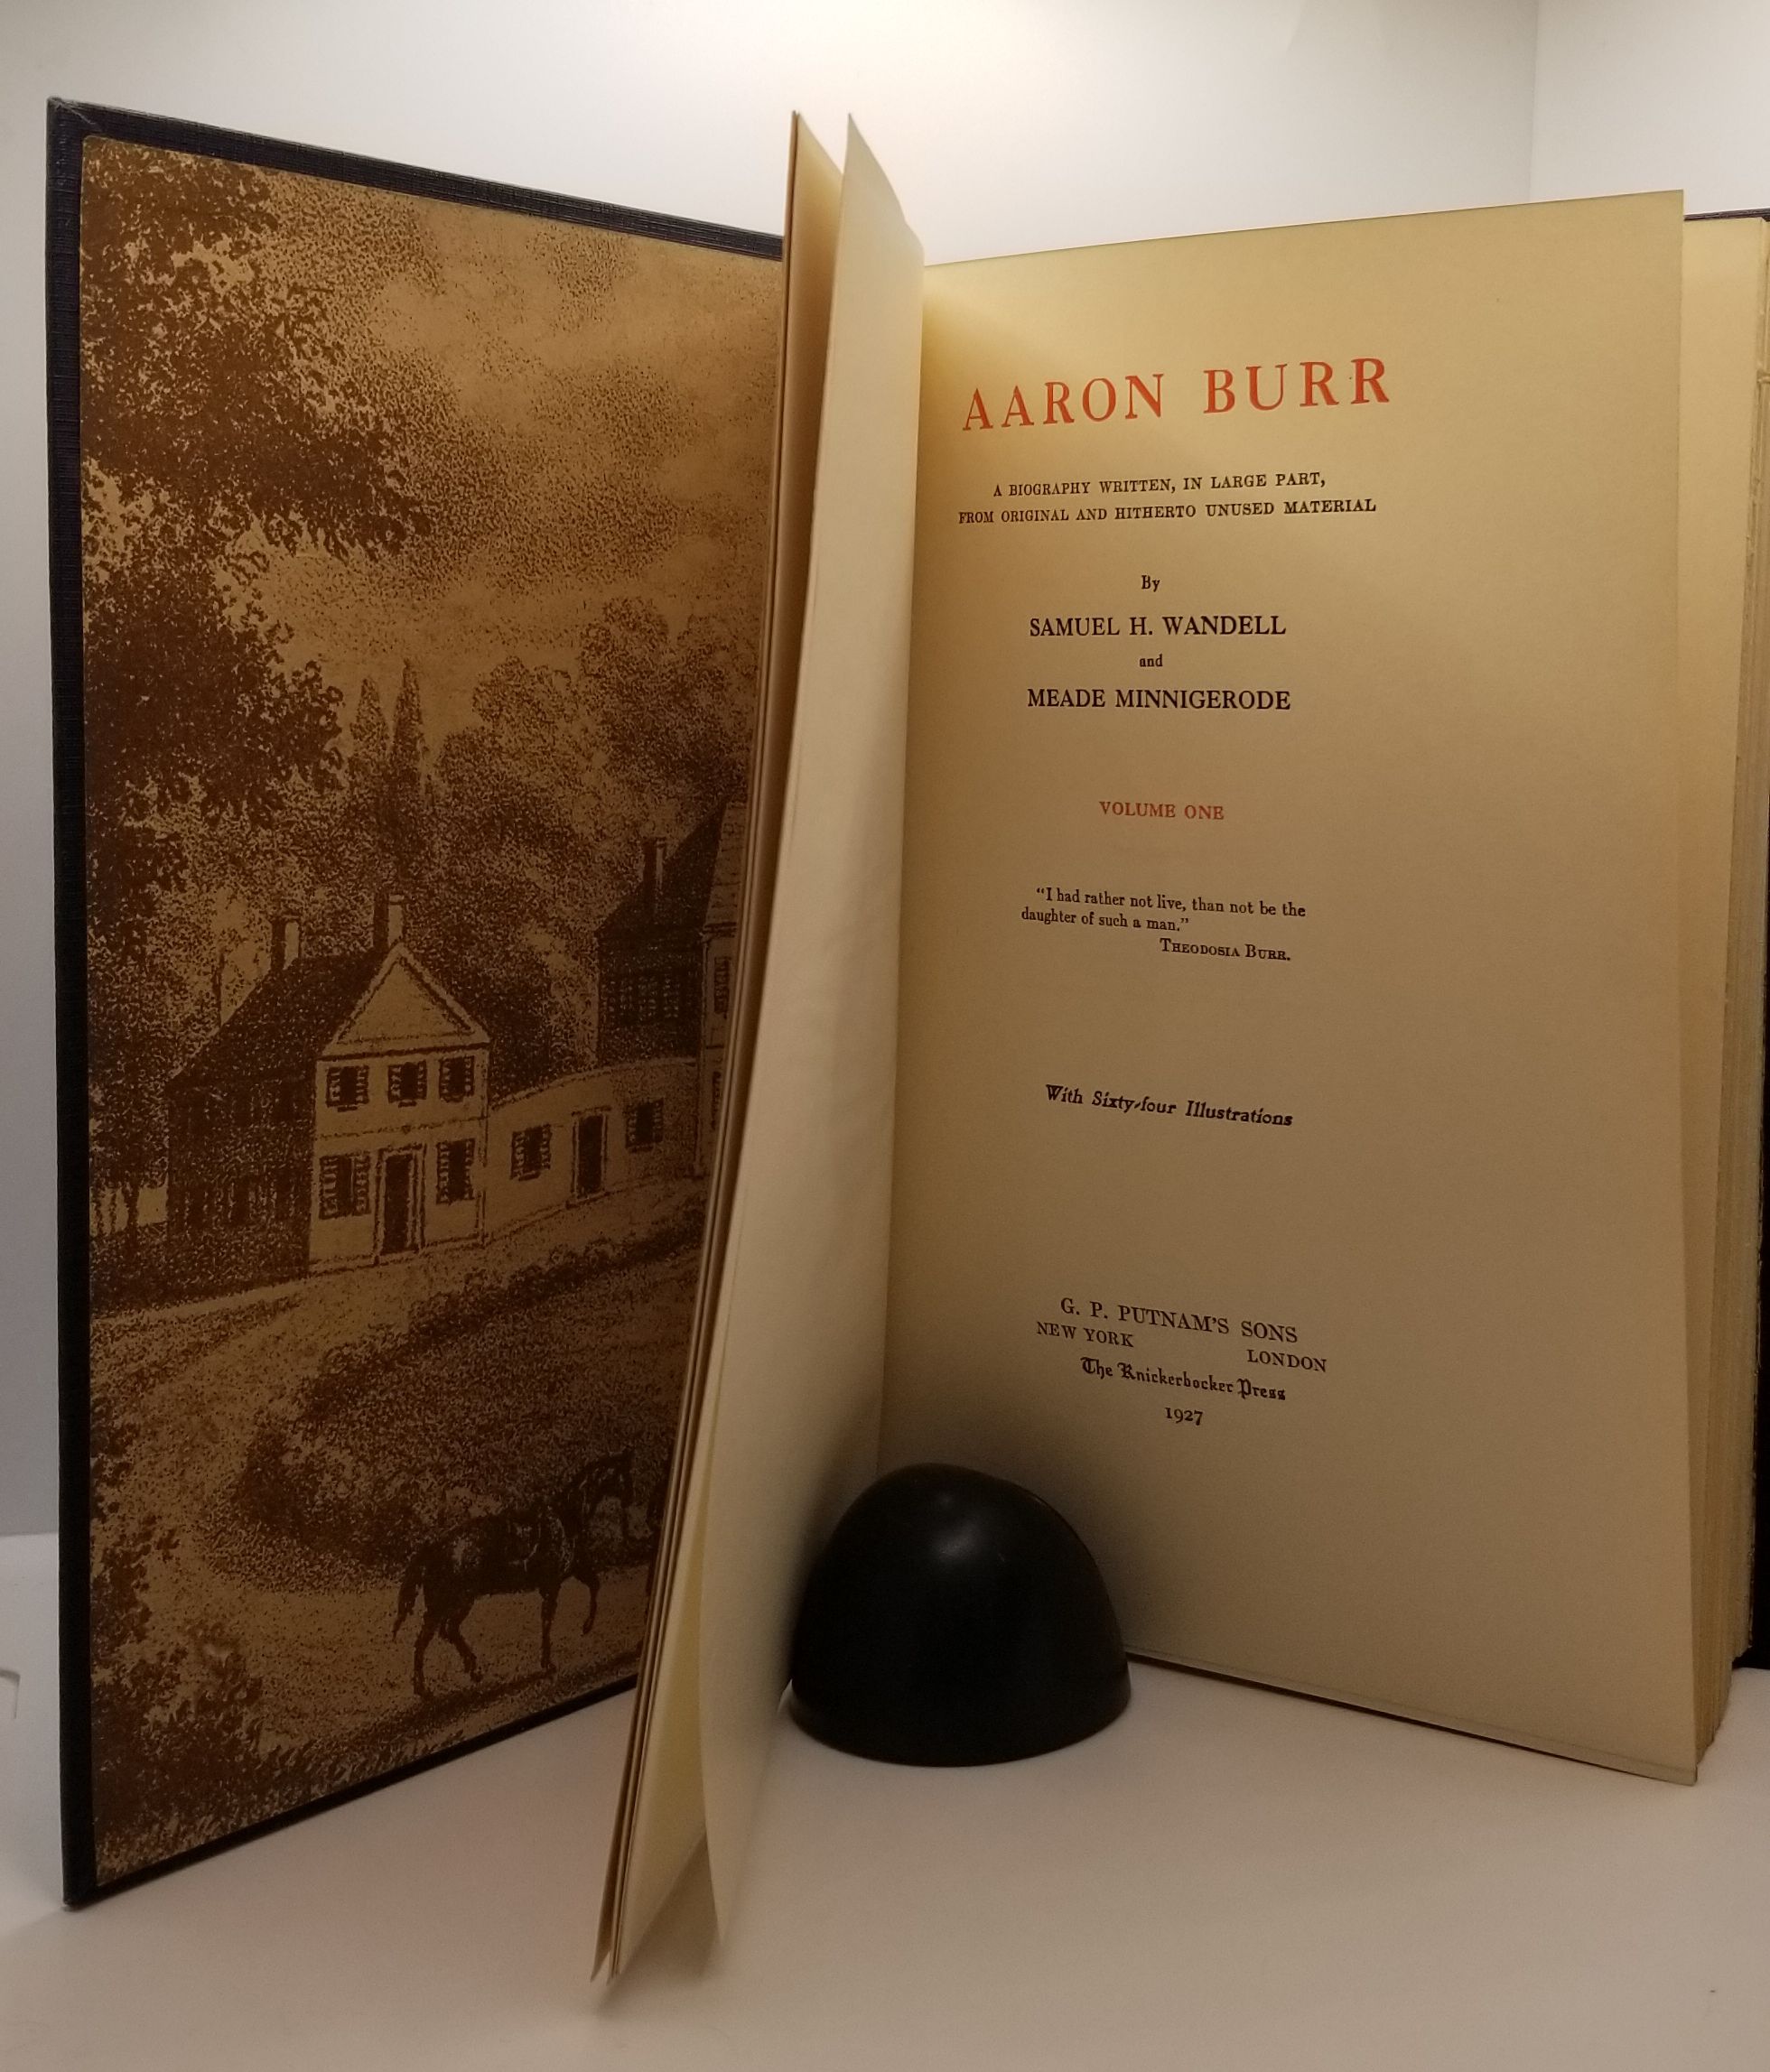 AARON BURR
A BIOGRAPHY WRITTEN, IN LARGE PART,
FROM ORIGINAL AND HITHERTO UNUSED MATERIAL
By
SAMUEL H. WANDELL
and
MEADE MINNIGERODE
VOLUME ONE
“I had rather not live, than not be the
daughter of such a man.”
THEODOSIA BURR.
With Sixty-four Illustrations
G. P. PUTNAM'S SONS
NEW YORK LONDON
The Knickerbocker Press
1927